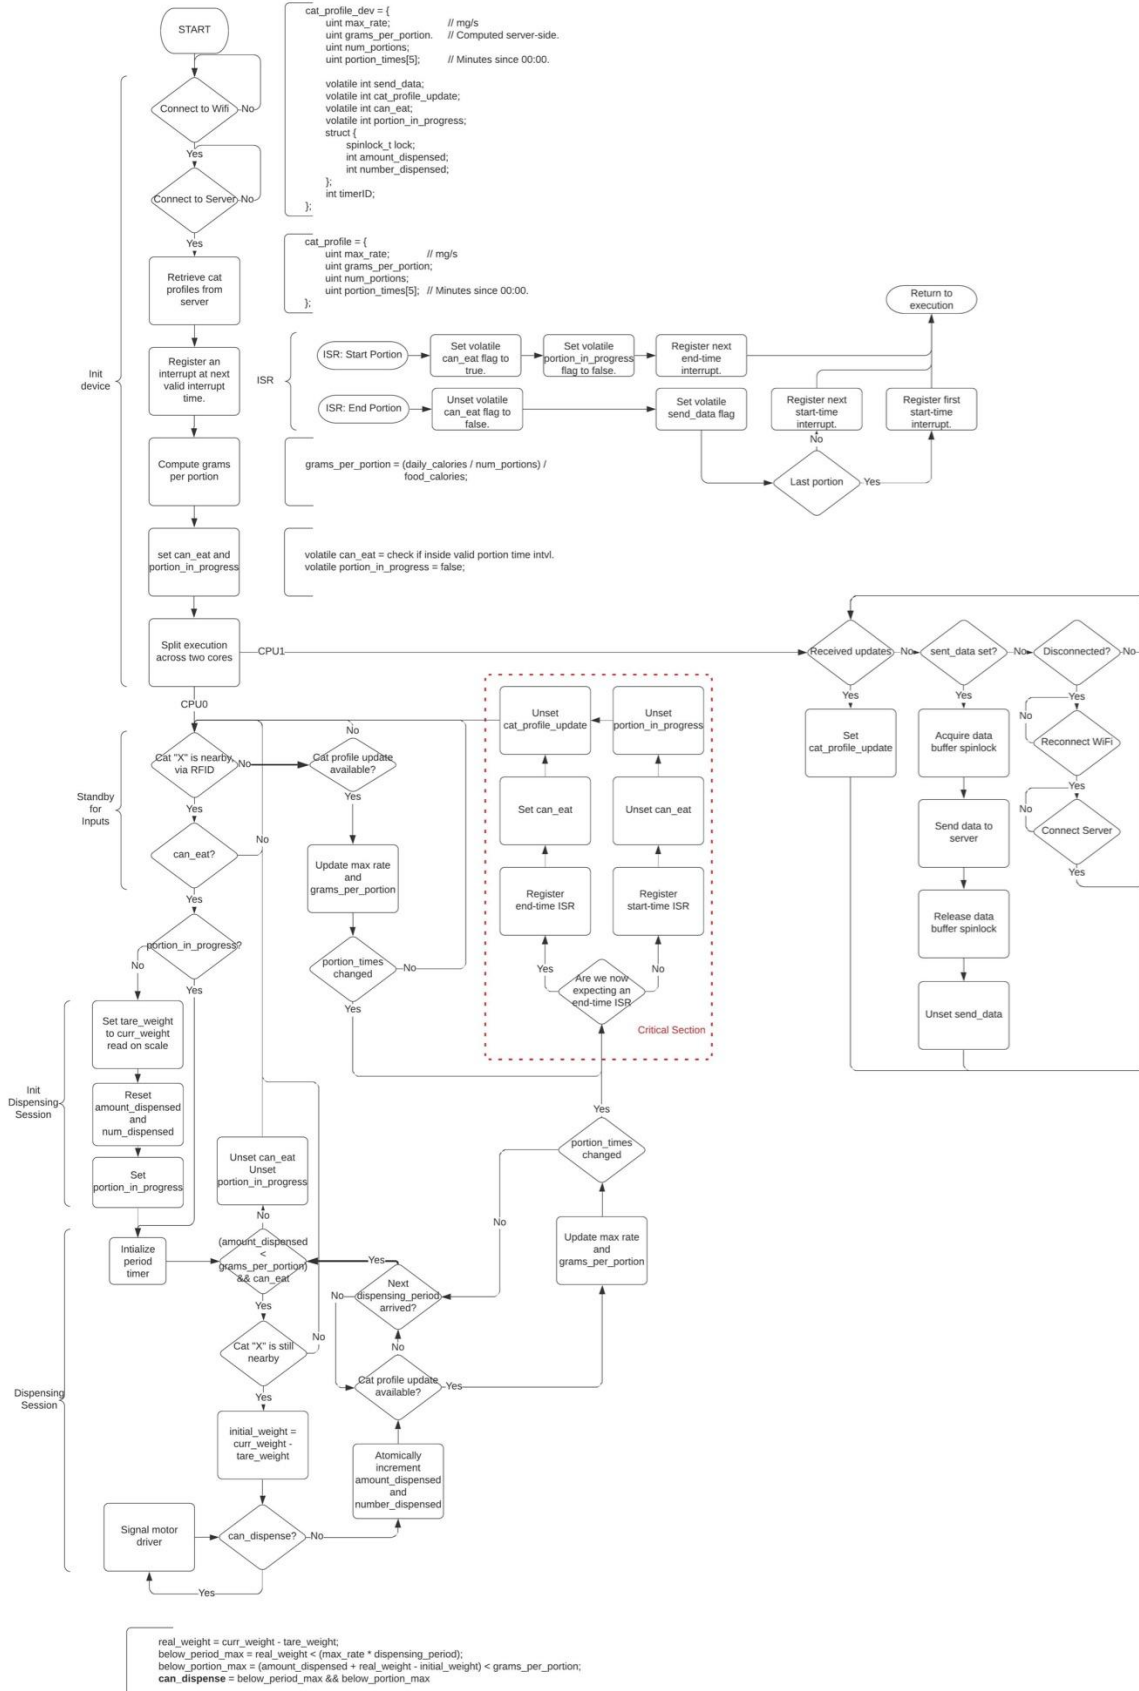 START
Connect to Wifi
No
Yes
Connect to Server
No
Yes
Retrieve cat
profiles from
server
Register an
interrupt at next
valid interrupt
time.
Compute grams
per portion
set can_eat and
portion_in_progress
Split execution
across two cores
Init
device
cat_profile_dev = {
uint max_rate; // mg/s
uint grams_per_portion. // Computed server-side.
uint num_portions;
uint portion_times[5]; // Minutes since 00:00.
volatile int send_data;
volatile int cat_profile_update;
volatile int can_eat;
volatile int portion_in_progress;
struct {
spinlock_t lock;
int amount_dispensed;
int number_dispensed;
};
int timerID;
};
cat_profile = {
uint max_rate; // mg/s
uint grams_per_portion;
uint num_portions;
uint portion_times[5]; // Minutes since 00:00.
};
ISR
ISR: Start Portion
Set volatile
can_eat flag to
true.
Set volatile
portion_in_progress
flag to false.
Register next
end-time
interrupt.
Return to
execution
ISR: End Portion
Unset volatile
can_eat flag to
false.
Set volatile
send_data flag
Register next
start-time
interrupt.
Register first
start-time
interrupt.
No
Last portion
Yes
grams_per_portion = (daily_calories / num_portions) /
food_calories;
volatile can_eat = check if inside valid portion time intvl.
volatile portion_in_progress = false;
CPU1
CPU0
Received updates
No
sent_data set?
No
Disconnected?
No
Yes
Yes
Yes
Set
cat_profile_update
Acquire data
buffer spinlock
No
Reconnect WiFi
Yes
Send data to
server
No
Connect Server
Yes
Release data
buffer spinlock
Unset send_data
Standby
for
Inputs
Cat "X" is nearby,
via RFID
No
Yes
No
Cat profile update
available?
Yes
can_eat?
No
Yes
Update max rate
and
grams_per_portion
portion_in_progress?
No
Yes
portion_times
changed
No
Yes
Unset
cat_profile_update
Unset
portion_in_progress
Set can_eat
Unset can_eat
Register
end-time ISR
Register
start-time ISR
Yes
No
Are we now
expecting an
end-time ISR
Critical Section
Init
Dispensing
Session
Set tare_weight
to curr_weight
read on scale
Reset
amount_dispensed
and
num_dispensed
Set
portion_in_progress
Unset can_eat
Unset
portion_in_progress
No
Yes
portion_times
changed
No
Update max rate
and
grams_per_portion
Dispensing
Session
Intialize
period
timer
(amount_dispensed
<
grams_per_portion)
&& can_eat
Yes
Yes
Next
dispensing_period
arrived?
No
No
Cat "X" is still
nearby
No
Yes
Cat profile update
available?
Yes
initial_weight =
curr_weight -
tare_weight
Atomically
increment
amount_dispensed
and
number_dispensed
Signal motor
driver
can_dispense?
No
Yes
real_weight = curr_weight - tare_weight;
below_period_max = real_weight < (max_rate * dispensing_period);
below_portion_max = (amount_dispensed + real_weight - initial_weight) < grams_per_portion;
can_dispense = below_period_max && below_portion_max